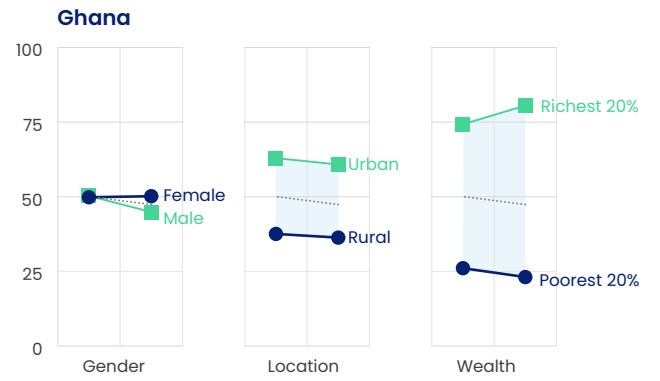 Ghana
100
75
50
25
0
Female
Male
Urban
Rural
Richest 20%
Poorest 20%
Gender
Location
Wealth